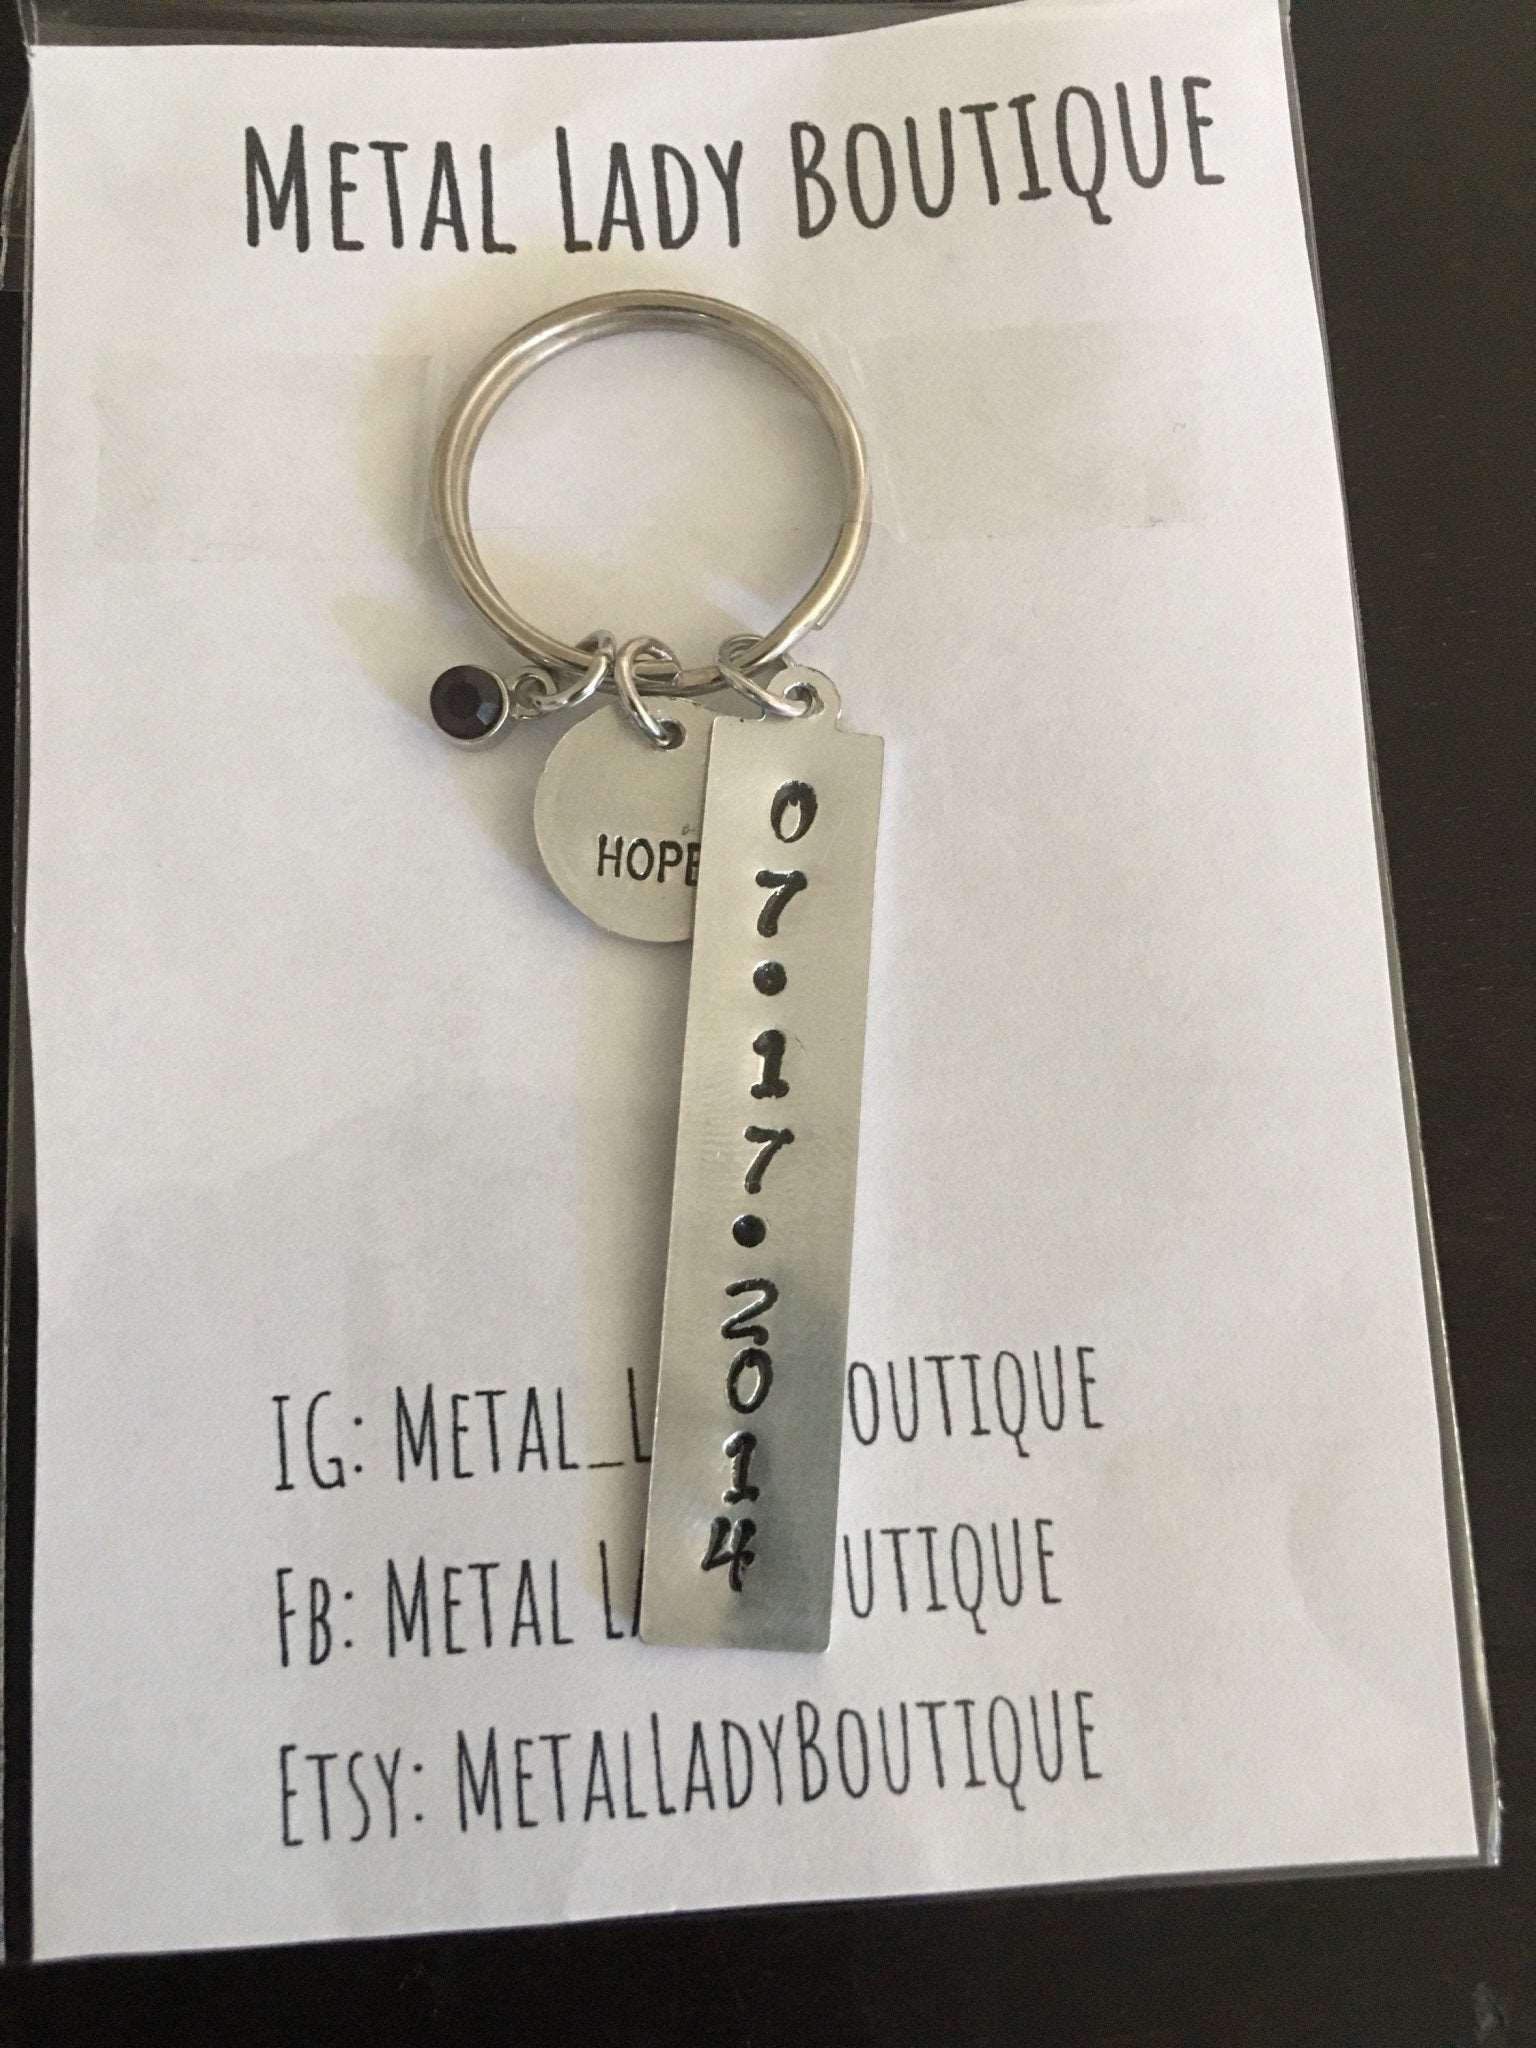 METAL LADY BOUTIQUE
HOPE
07•17•2014
IG: METAL_L OUTIQUE
FB: METAL L UTIQUE
ETSY: METALLADYBOUTIQUE